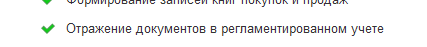 Формирование записей книг покупок и продаж
Отражение документов в регламентированном учете